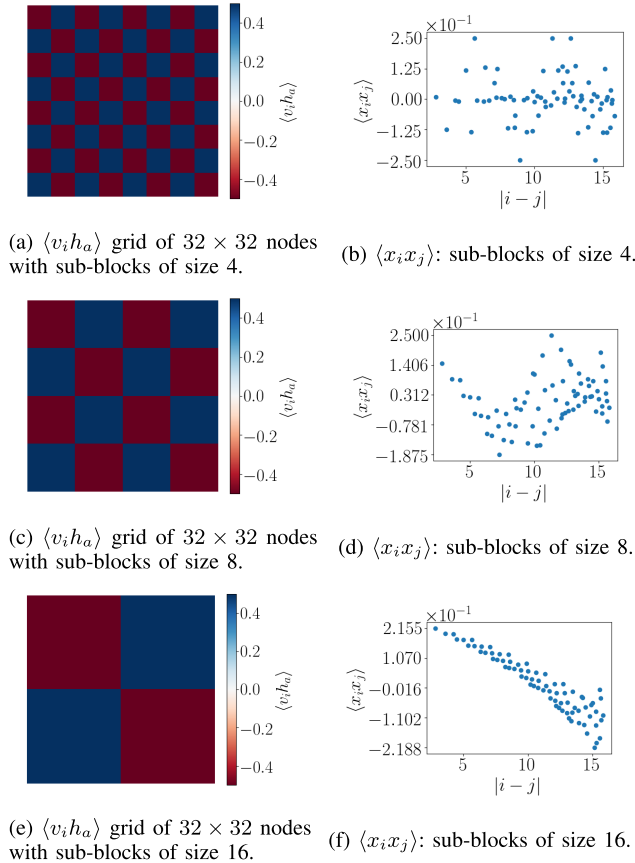 0.4
0.2
0.0
−0.2
−0.4
⟨v_i h_a⟩
×10^{−1}
2.50
1.25
0.00
−1.25
−2.50
⟨x_i x_j⟩
5 10 15
|i − j|
(a) ⟨v_i h_a⟩ grid of 32 × 32 nodes
with sub-blocks of size 4.
(b) ⟨x_i x_j⟩: sub-blocks of size 4.
0.4
0.2
0.0
−0.2
−0.4
⟨v_i h_a⟩
×10^{−1}
2.500
1.406
0.312
−0.781
−1.875
⟨x_i x_j⟩
5 10 15
|i − j|
(c) ⟨v_i h_a⟩ grid of 32 × 32 nodes
with sub-blocks of size 8.
(d) ⟨x_i x_j⟩: sub-blocks of size 8.
0.4
0.2
0.0
−0.2
−0.4
⟨v_i h_a⟩
×10^{−1}
2.155
1.070
−0.016
−1.102
−2.188
⟨x_i x_j⟩
5 10 15
|i − j|
(e) ⟨v_i h_a⟩ grid of 32 × 32 nodes
with sub-blocks of size 16.
(f) ⟨x_i x_j⟩: sub-blocks of size 16.